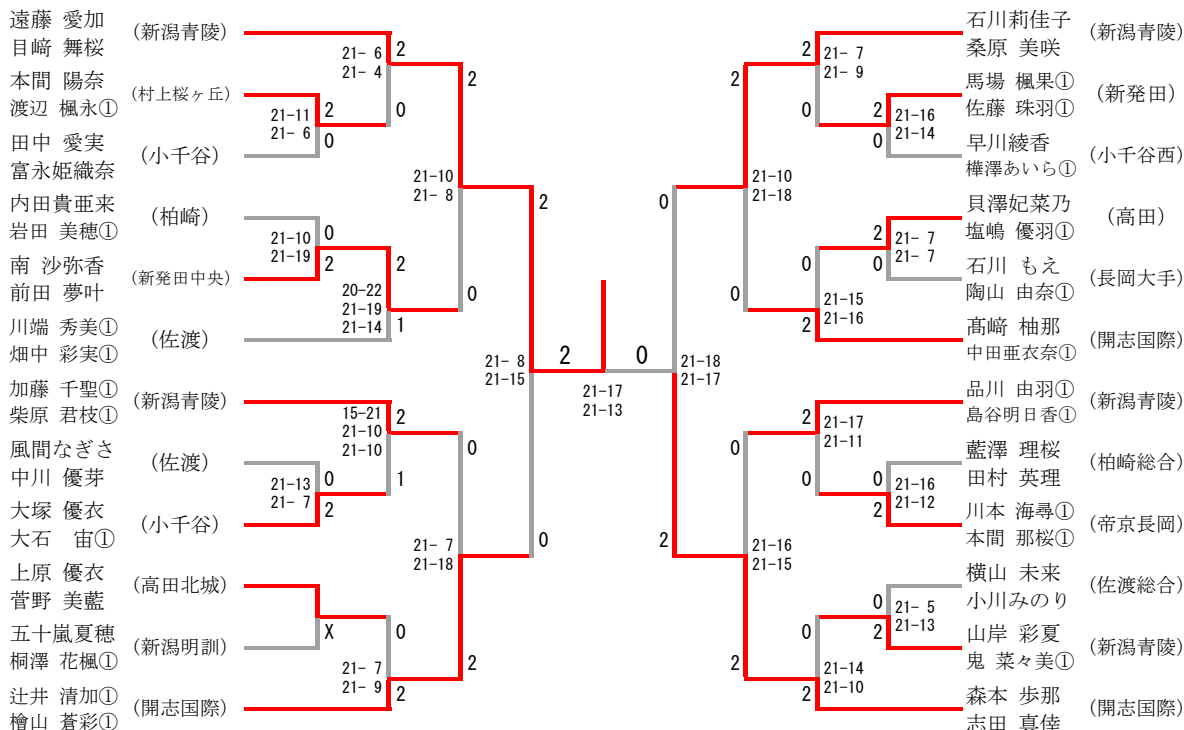 遠藤 愛加
目﨑 舞桜
(新潟青陵)
本間 陽奈
渡辺 楓永①
(村上桜ヶ丘)
田中 愛実
富永姫織奈
(小千谷)
内田貴亜来
岩田 美穂①
(柏崎)
南 沙弥香
前田 夢叶
(新発田中央)
川端 秀美①
畑中 彩実①
(佐渡)
加藤 千聖①
柴原 君枝①
(新潟青陵)
風間なぎさ
中川 優芽
(佐渡)
大塚 優衣
大石 宙①
(小千谷)
上原 優衣
菅野 美藍
(高田北城)
五十嵐夏穂
桐澤 花楓①
(新潟明訓)
辻井 清加①
檜山 蒼彩①
(開志国際)
21-11
21- 6
2
0
21- 6
21- 4
2
0
21-10
21-19
0
2
20-22
21-19
21-14
2
1
21-10
21- 8
2
0
21-13
21- 7
0
2
15-21
21-10
21-10
2
1
X
21- 7
21- 9
0
2
21- 7
21-18
0
2
21- 8
21-15
2
0
2
0
21-17
21-13
21-18
21-17
0
2
21-10
21-18
2
0
21- 7
21- 9
2
0
21-16
21-14
2
0
21-15
21-16
0
2
21- 7
21- 7
2
0
21-16
21-15
0
2
21-17
21-11
2
0
21-16
21-12
0
2
21-14
21-10
0
2
21- 5
21-13
0
2
石川莉佳子
桑原 美咲
(新潟青陵)
馬場 楓果①
佐藤 珠羽①
(新発田)
早川綾香
樺澤あいら①
(小千谷西)
貝澤妃菜乃
塩嶋 優羽①
(高田)
石川 もえ
陶山 由奈①
(長岡大手)
髙﨑 柚那
中田亜衣奈①
(開志国際)
品川 由羽①
島谷明日香①
(新潟青陵)
藍澤 理桜
田村 英理
(柏崎総合)
川本 海尋①
本間 那桜①
(帝京長岡)
横山 未来
小川みのり
(佐渡総合)
山岸 彩夏
鬼 菜々美①
(新潟青陵)
森本 歩那
志田 真倖
(開志国際)